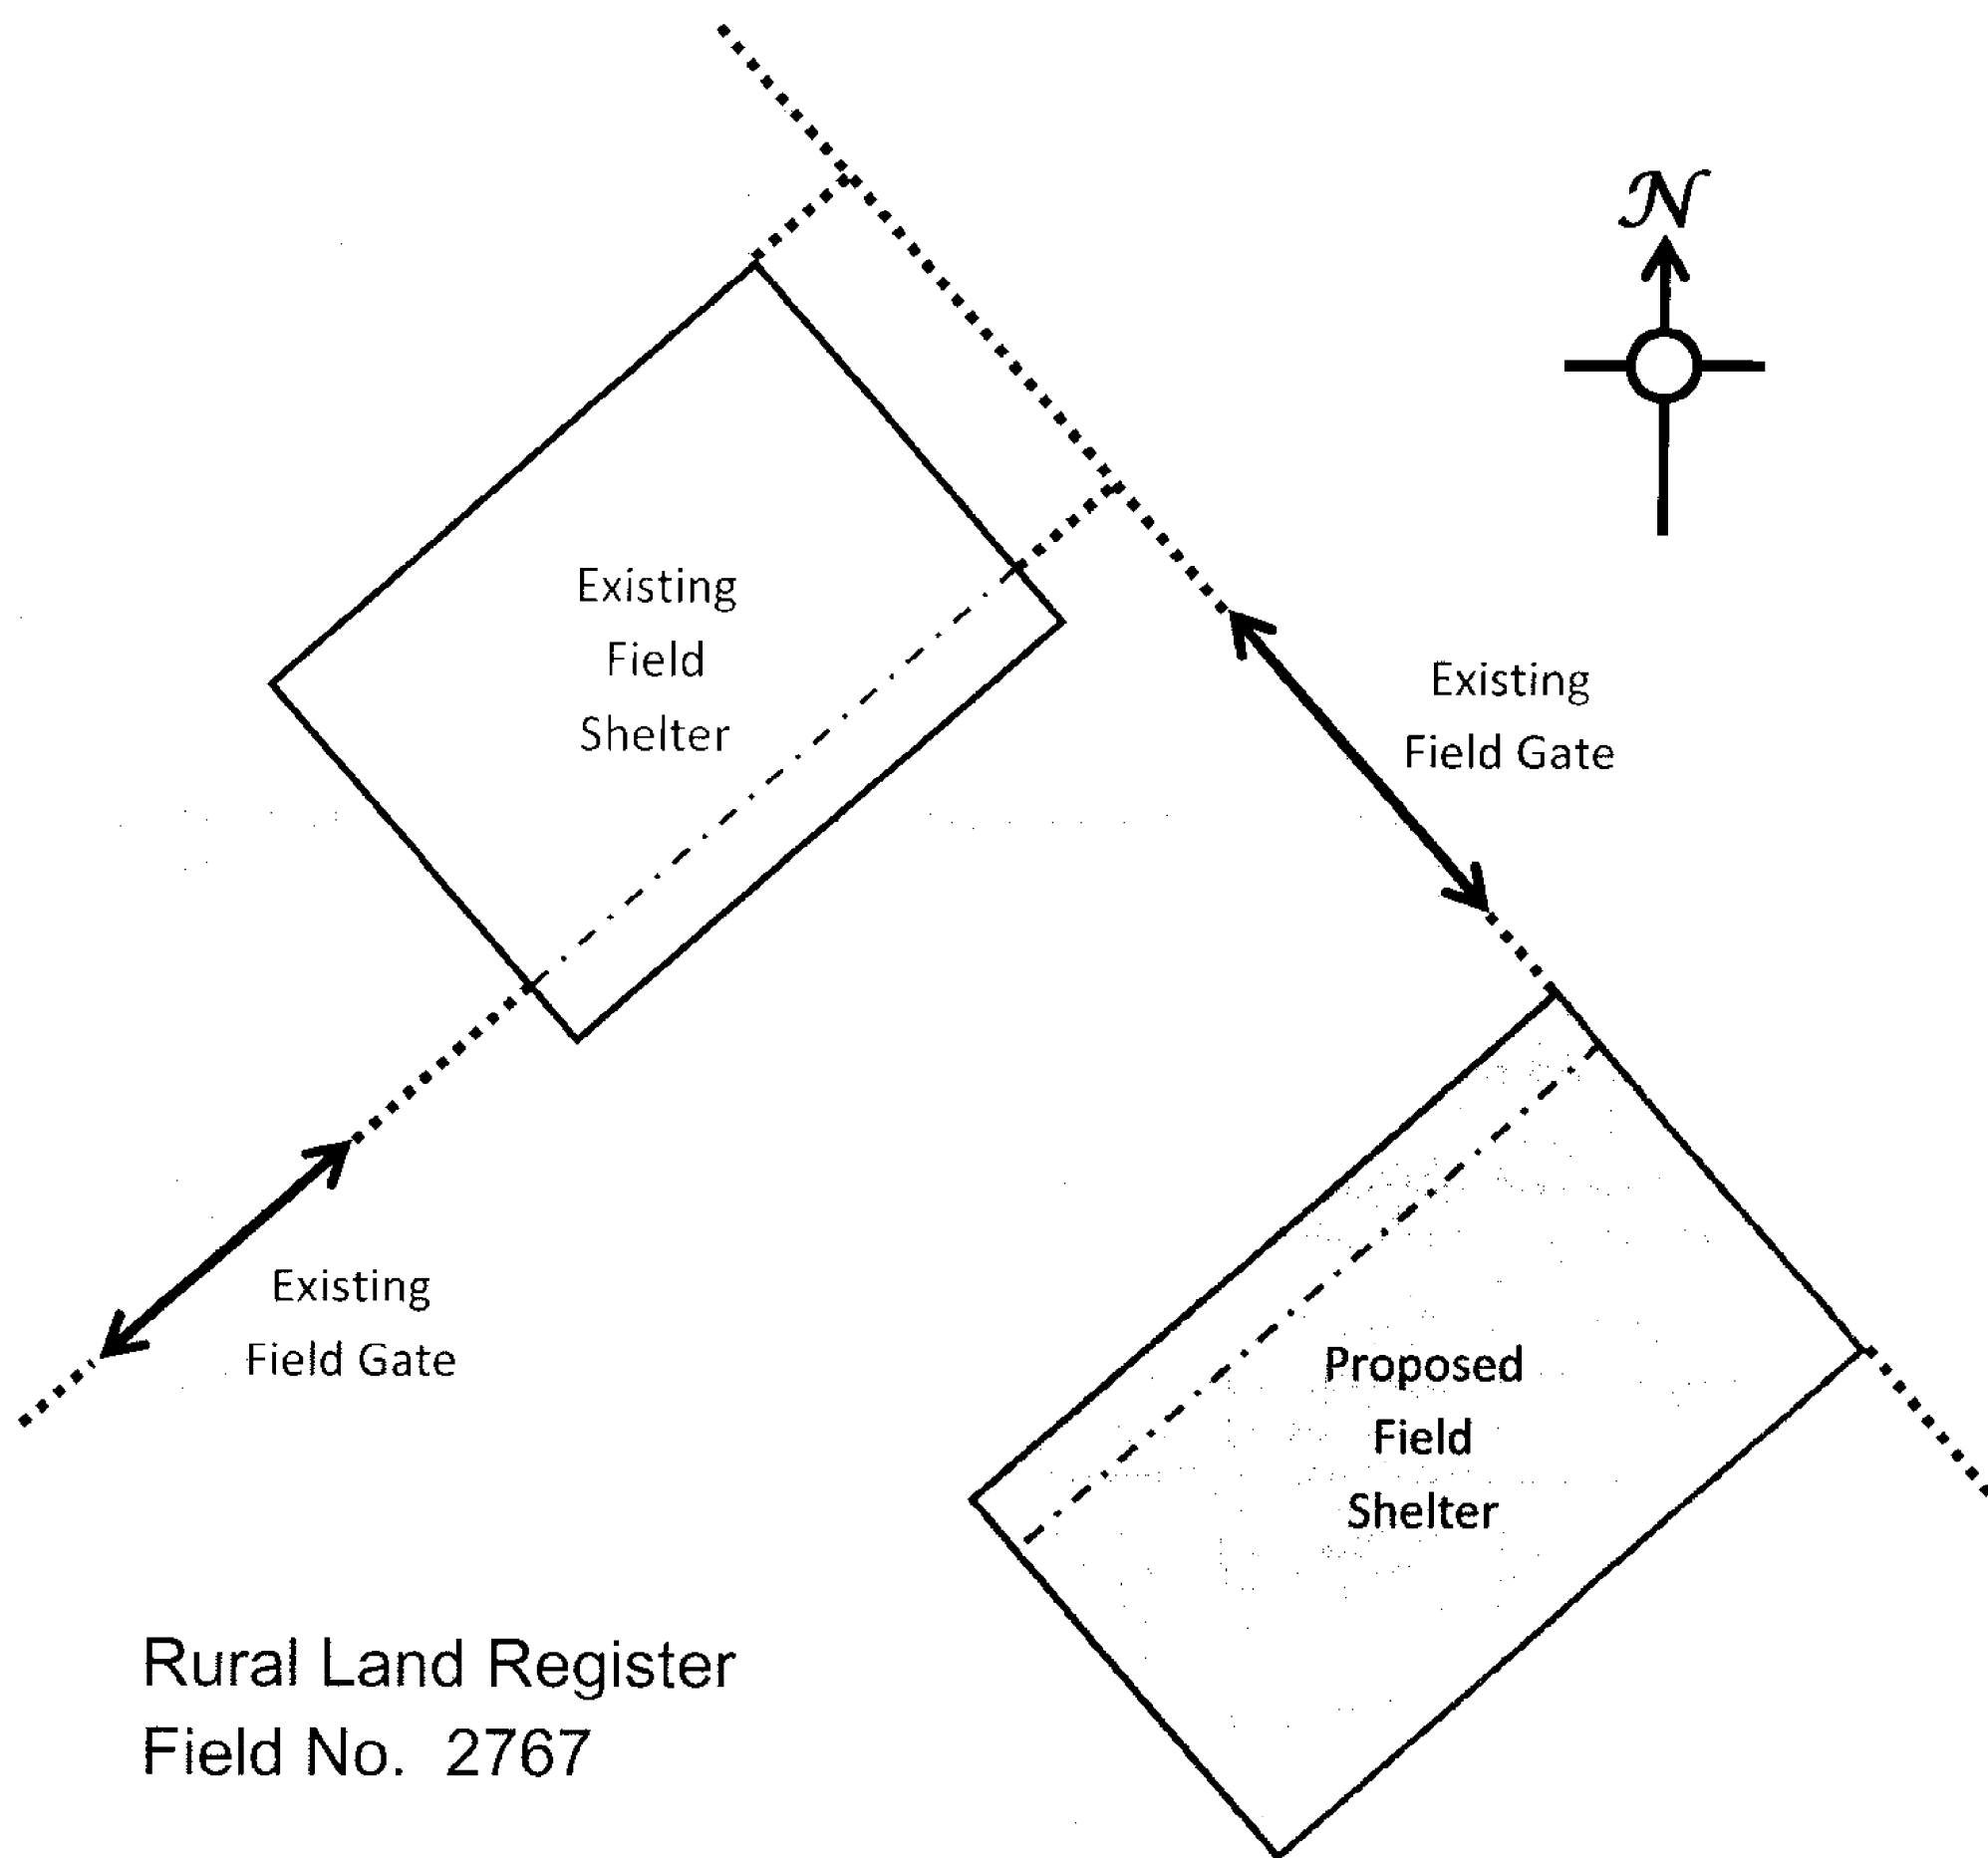 N
Existing
Field
Shelter
Existing
Field Gate
Existing
Field Gate
Proposed
Field
Shelter
Rural Land Register
Field No. 2767